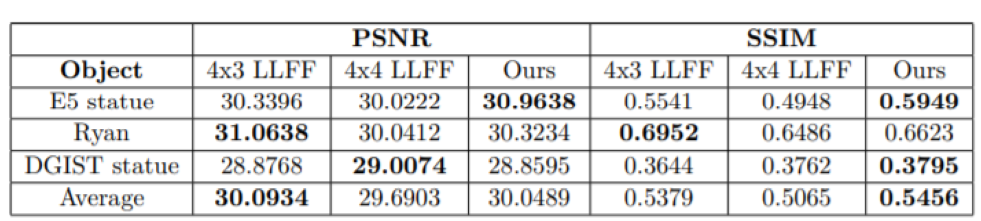 PSNR SSIM
Object 4x3 LLFF 4x4 LLFF Ours 4x3 LLFF 4x4 LLFF Ours
E5 statue 30.3396 30.0222 30.9638 0.5541 0.4948 0.5949
Ryan 31.0638 30.0412 30.3234 0.6952 0.6486 0.6623
DGIST statue 28.8768 29.0074 28.8595 0.3644 0.3762 0.3795
Average 30.0934 29.6903 30.0489 0.5379 0.5065 0.5456